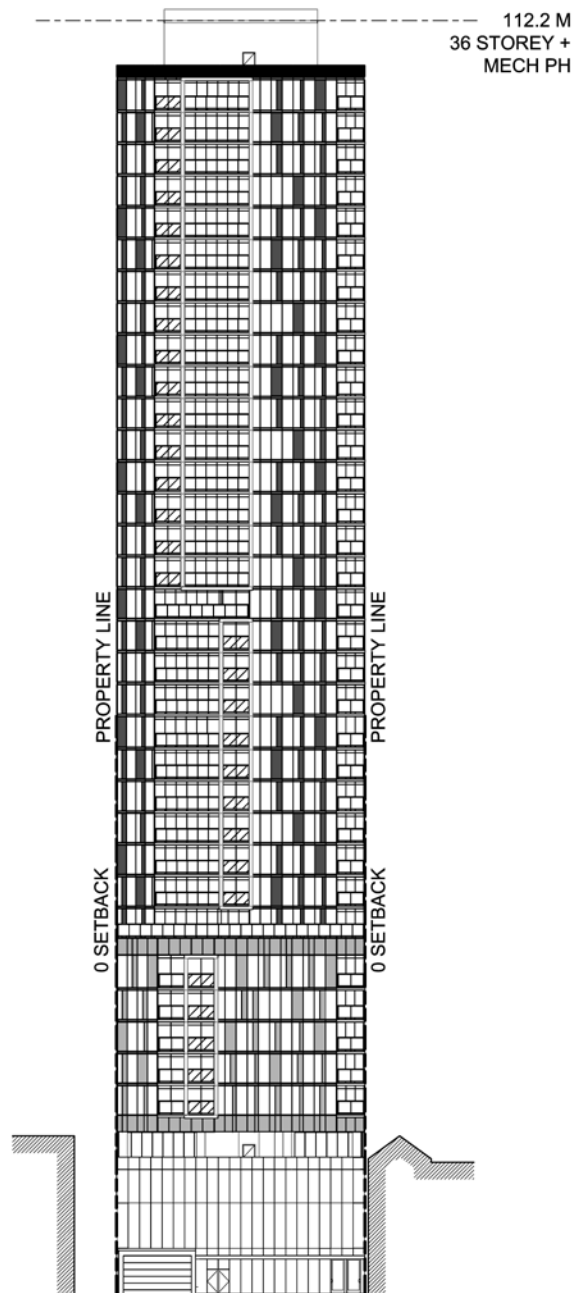 112.2 M
36 STOREY +
MECH PH
PROPERTY LINE
PROPERTY LINE
0 SETBACK
0 SETBACK